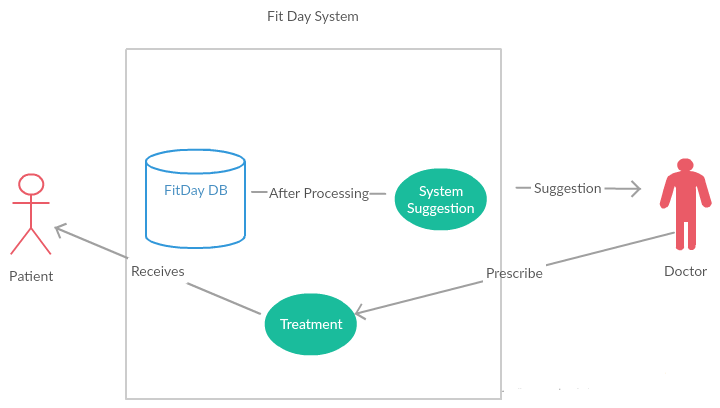 Fit Day System
FitDay DB
After Processing
System
Suggestion
Suggestion
Patient
Receives
Prescribe
Doctor
Treatment